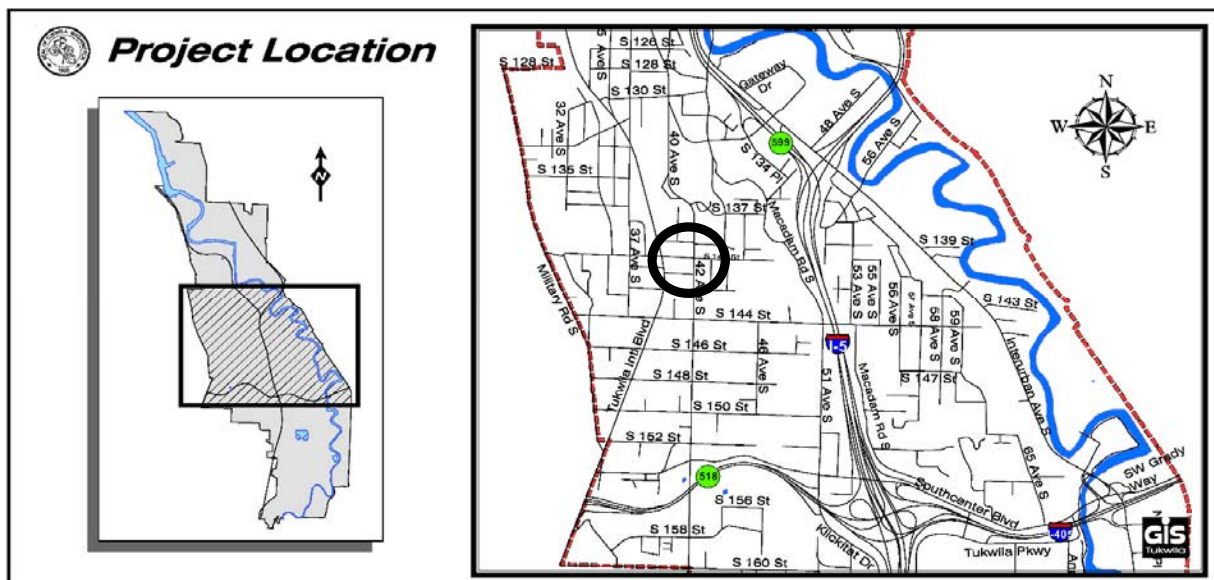 Project Location
N
S 126 St
S 128 St
S 128 St
S 130 St
32 Ave S
40 Ave S
Gateway
Dr
48 Ave S
56 Ave S
599
S 134 Pl
S 135 St
S 137 St
37 Ave S
42 Ave S
Macadam Rd S
Military Rd S
Tukwila Intl Blvd
S 139 St
S 143 St
S 144 St
S 146 St
S 148 St
S 150 St
S 152 St
46 Ave S
51 Ave S
53 Ave S
55 Ave S
56 Ave S
57 Ave S
58 Ave S
59 Ave S
I-5
Macadam Rd S
S 147 St
Interurban Ave S
65 Ave S
SW Grady
Way
518
S 156 St
S 158 St
S 160 St
Klickitat Dr
Southcenter Blvd
Tukwila Pkwy
N
W E
S
GIS
Tukwila